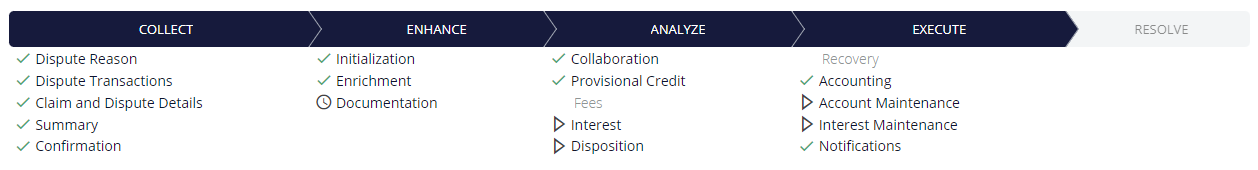 COLLECT
ENHANCE
ANALYZE
EXECUTE
RESOLVE
Dispute Reason
Dispute Transactions
Claim and Dispute Details
Summary
Confirmation
Initialization
Enrichment
Documentation
Collaboration
Provisional Credit
Fees
Interest
Disposition
Recovery
Accounting
Account Maintenance
Interest Maintenance
Notifications